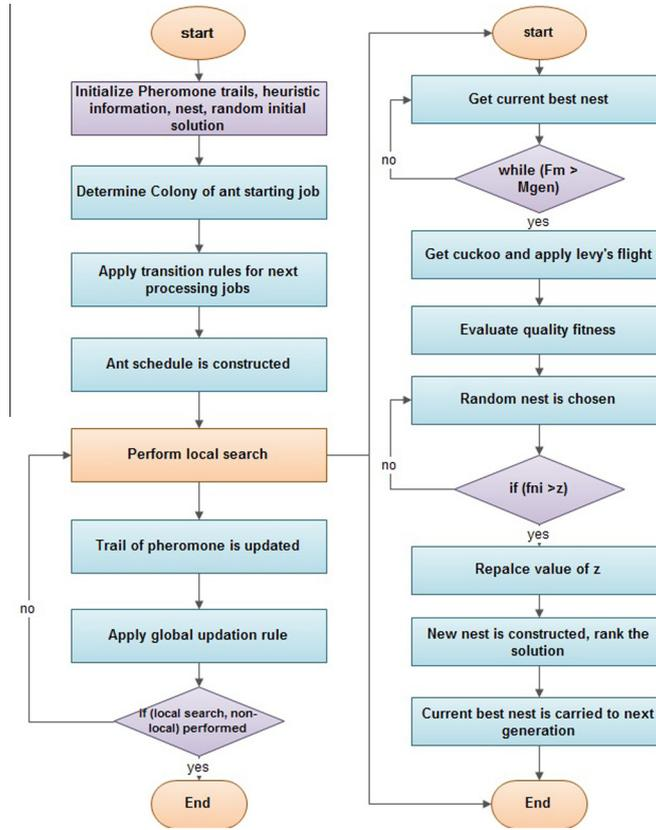 start
Initialize Pheromone trails, heuristic
information, nest, random initial
solution
Determine Colony of ant starting job
Apply transition rules for next
processing jobs
Ant schedule is constructed
Perform local search
Trail of pheromone is updated
Apply global updation rule
no
if (local search, non-
local) performed
yes
End
start
Get current best nest
no
while (Fm >
Mgen)
yes
Get cuckoo and apply levy's flight
Evaluate quality fitness
Random nest is chosen
no
if (fni >z)
yes
Repalce value of z
New nest is constructed, rank the
solution
Current best nest is carried to next
generation
End